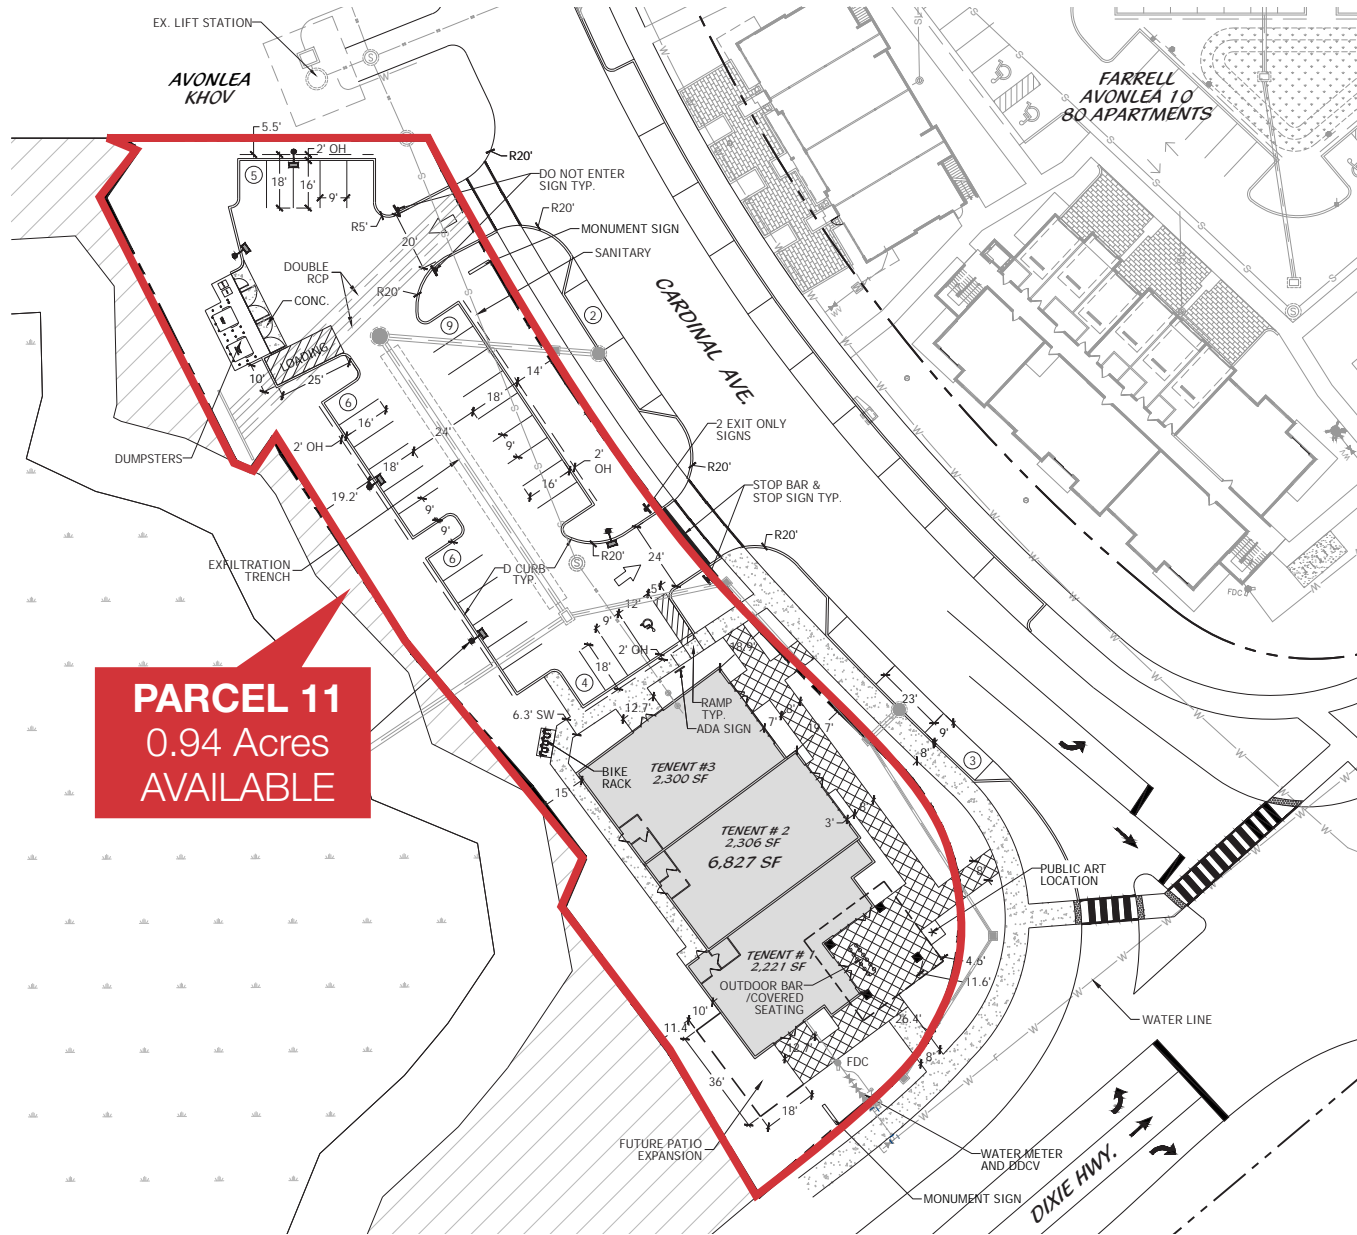 EX. LIFT STATION
AVONLEA
KHOV
FARRELL
AVONLEA 10
80 APARTMENTS
5.5'
2' OH
R20'
5
18'
16'
9'
DO NOT ENTER
SIGN TYP.
R20'
R5'
20'
MONUMENT SIGN
SANITARY
DOUBLE
RCP
R20'
CONC.
CARDINAL AVE.
9
2
LOADING
10'
25'
14'
18'
6
16'
24'
9'
2 EXIT ONLY
SIGNS
2' OH
DUMPSTERS
18'
2'
OH
R20'
19.2'
16'
STOP BAR &
STOP SIGN TYP.
9'
9'
R20'
EXFILTRATION
TRENCH
6
D CURB
TYP.
R20'
24'
5'
12'
9'
2' OH
18'
18.9'
PARCEL 11
0.94 Acres
AVAILABLE
4
RAMP
TYP.
ADA SIGN
12.7'
6.3' SW
8'
7'
19.7'
23'
9'
8'
3
BIKE
RACK
15'
TENENT #3
2,300 SF
8'
3'
TENENT # 2
2,306 SF
6,827 SF
PUBLIC ART
LOCATION
8'
TENENT # 1
2,221 SF
4.6'
11.6'
OUTDOOR BAR
/COVERED
SEATING
10'
11.4'
26.4'
WATER LINE
FDC
8'
36'
18'
FUTURE PATIO
EXPANSION
WATER METER
AND DDCV
MONUMENT SIGN
DIXIE HWY.
FDC